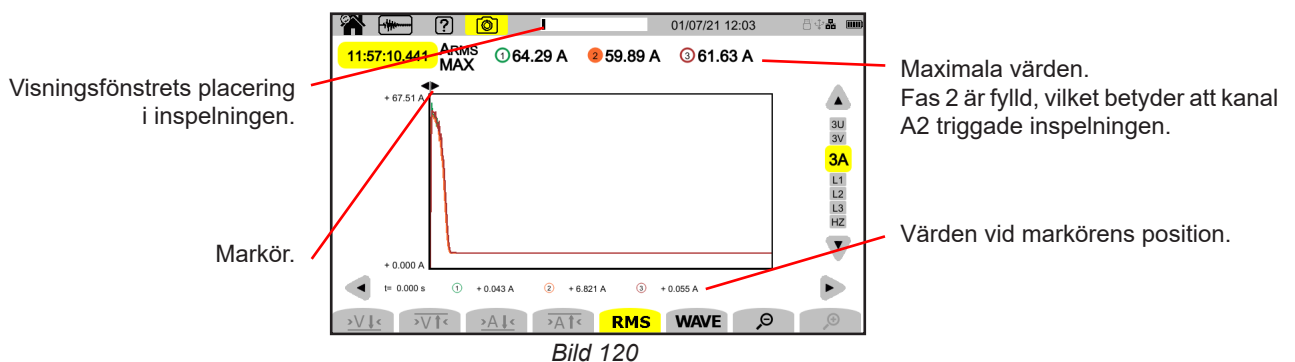 ?
01/07/21 12:03
11:57:10.441
ARMS MAX
1 64.29 A 2 59.89 A 3 61.63 A
Visningsfönstrets placering
i inspelningen.
Maximala värden.
Fas 2 är fylld, vilket betyder att kanal
A2 triggade inspelningen.
+ 67.51 A
3U
3V
3A
L1
L2
L3
HZ
Markör.
Värden vid markörens position.
+ 0.000 A
t= 0.000 s 1 + 0.043 A 2 + 6.821 A 3 + 0.055 A
>V↓< >V↑< >A↓< >A↑< RMS WAVE
Bild 120